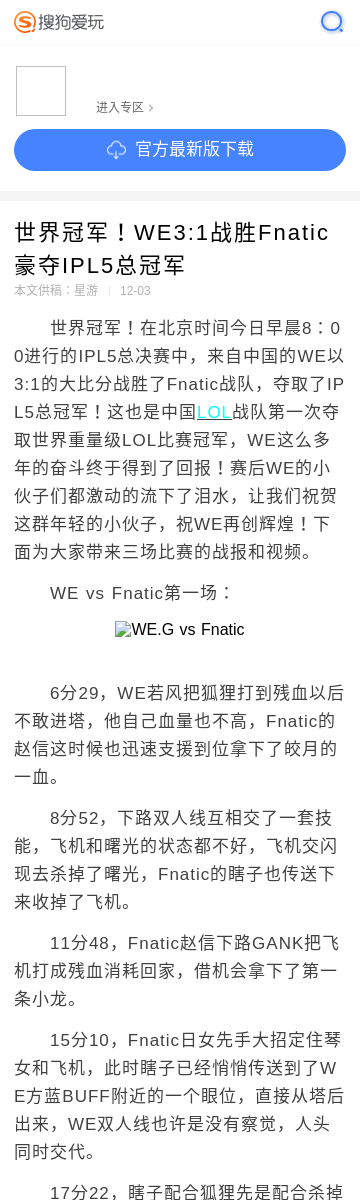 搜狗爱玩
进入专区
官方最新版下载
世界冠军！WE3:1战胜Fnatic
豪夺IPL5总冠军
本文供稿：星游 12-03
世界冠军！在北京时间今日早晨8：0
0进行的IPL5总决赛中，来自中国的WE以
3:1的大比分战胜了Fnatic战队，夺取了IP
L5总冠军！这也是中国LOL战队第一次夺
取世界重量级LOL比赛冠军，WE这么多
年的奋斗终于得到了回报！赛后WE的小
伙子们都激动的流下了泪水，让我们祝贺
这群年轻的小伙子，祝WE再创辉煌！下
面为大家带来三场比赛的战报和视频。
WE vs Fnatic第一场：
WE.G vs Fnatic
6分29，WE若风把狐狸打到残血以后
不敢进塔，他自己血量也不高，Fnatic的
赵信这时候也迅速支援到位拿下了皎月的
一血。
8分52，下路双人线互相交了一套技
能，飞机和曙光的状态都不好，飞机交闪
现去杀掉了曙光，Fnatic的瞎子也传送下
来收掉了飞机。
11分48，Fnatic赵信下路GANK把飞
机打成残血消耗回家，借机会拿下了第一
条小龙。
15分10，Fnatic日女先手大招定住琴
女和飞机，此时瞎子已经悄悄传送到了W
E方蓝BUFF附近的一个眼位，直接从塔后
出来，WE双人线也许是没有察觉，人头
同时交代。
17分22，瞎子配合狐狸先是配合杀掉